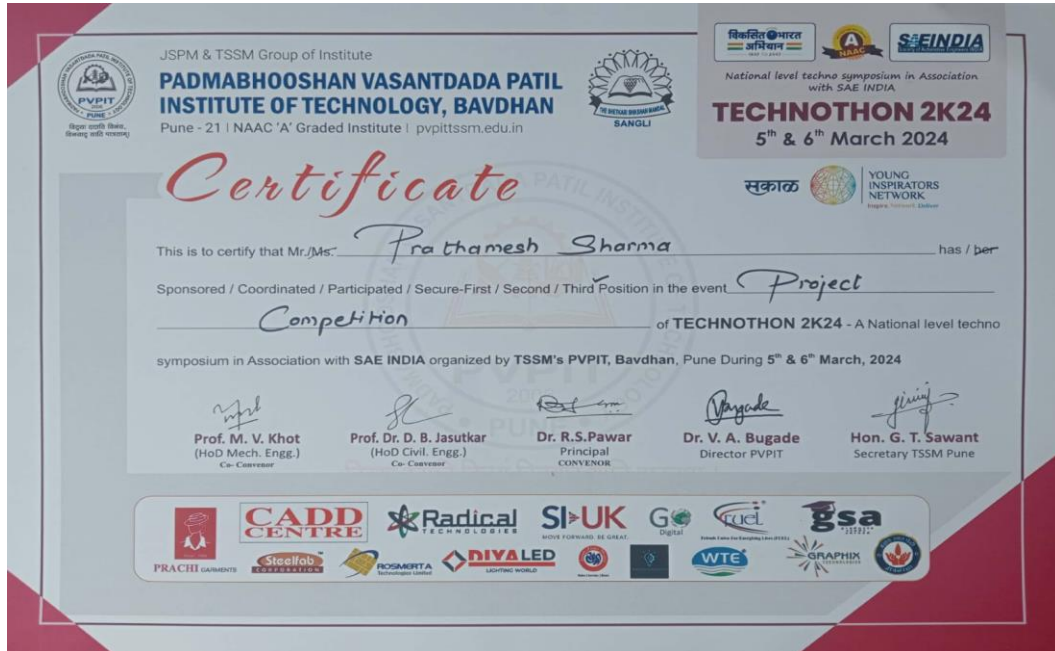 JSPM & TSSM Group of Institute
PADMABHOOSHAN VASANTDADA PATIL
INSTITUTE OF TECHNOLOGY, BAVDHAN
Pune - 21 | NAAC 'A' Graded Institute | pvpittssm.edu.in
PVPIT
2006
PUNE
SANGLI
विकसित भारत
अभियान
A
NAAC
SAEINDIA
National level techno symposium in Association
with SAE INDIA
TECHNOTHON 2K24
5th & 6th March 2024
सकाळ
YOUNG
INSPIRATORS
NETWORK
Certificate
This is to certify that Mr./Ms. Prathamesh Sharma has / her
Sponsored / Coordinated / Participated / Secure-First / Second / Third Position in the event Project
Competition of TECHNOTHON 2K24 - A National level techno
symposium in Association with SAE INDIA organized by TSSM's PVPIT, Bavdhan, Pune During 5th & 6th March, 2024
Prof. M. V. Khot
(HoD Mech. Engg.)
Co- Convenor
Prof. Dr. D. B. Jasutkar
(HoD Civil. Engg.)
Co- Convenor
Dr. R.S.Pawar
Principal
CONVENOR
Dr. V. A. Bugade
Director PVPIT
Hon. G. T. Sawant
Secretary TSSM Pune
PRACHI GARMENTS
CADD
CENTRE
Radical
TECHNOLOGIES
SI-UK
MOVE FORWARD. BE GREAT.
GO
Digital
FUEL
gsa
Steelfab
CORPORATION
ROSMERTA
Technologies Limited
DIVA LED
LIGHTING WORLD
WTE
GRAPHIX
TECHNOLOGIES